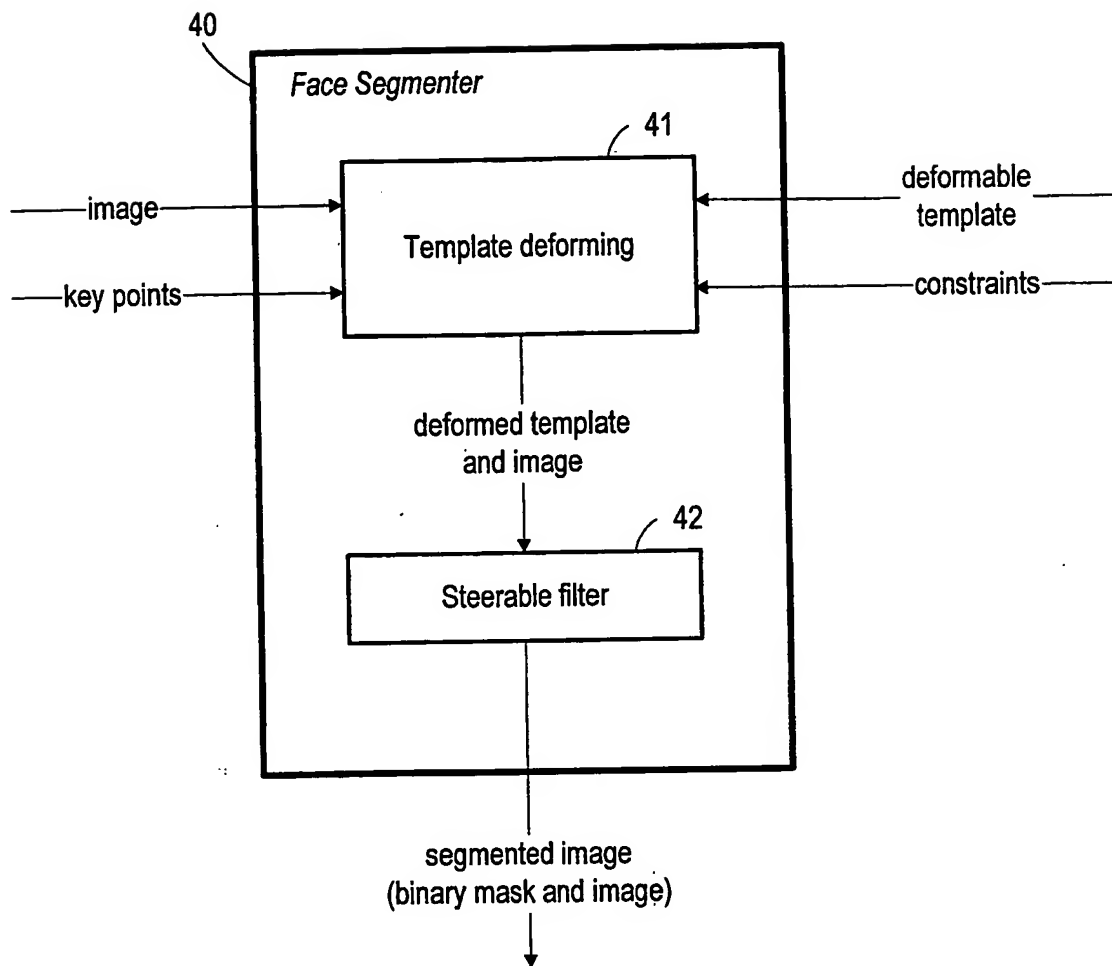 40
Face Segmenter
41
image
key points
Template deforming
deformable
template
constraints
deformed template
and image
42
Steerable filter
segmented image
(binary mask and image)